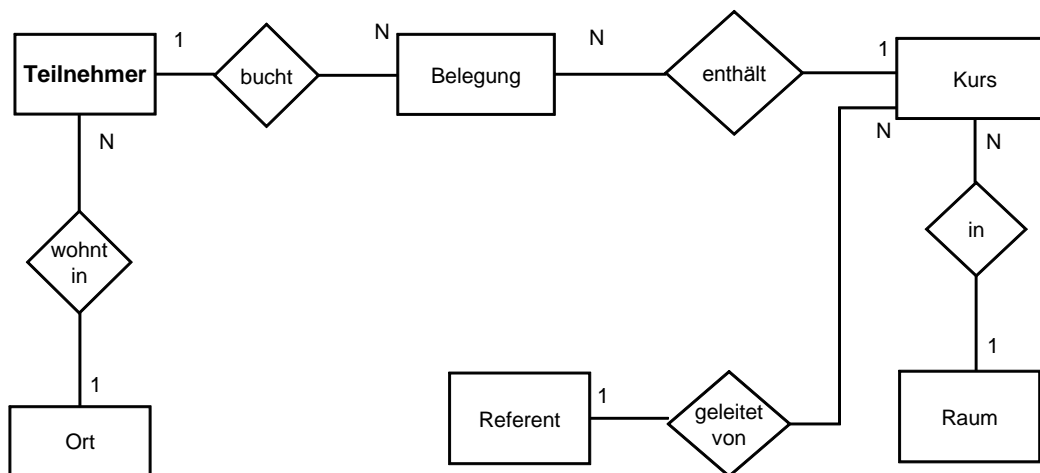 1
N
N
1
Teilnehmer
bucht
Belegung
enthält
Kurs
N
N
N
wohnt
in
in
1
1
1
Ort
Referent
geleitet
von
Raum